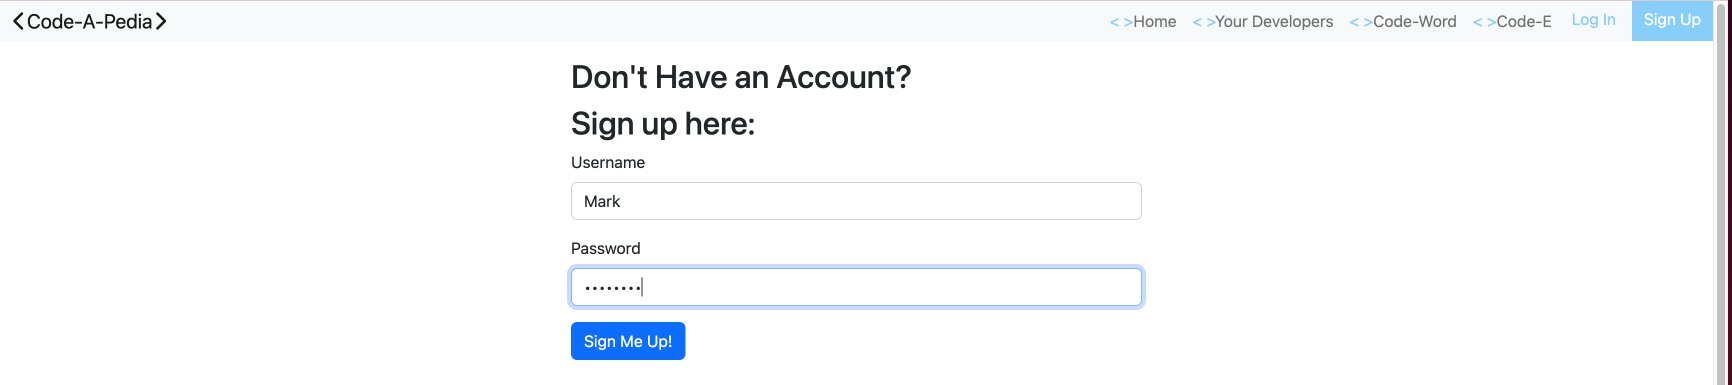 <Code-A-Pedia>
< >Home < >Your Developers < >Code-Word < >Code-E Log In Sign Up
Don't Have an Account?
Sign up here:
Username
Mark
Password
••••••••
Sign Me Up!